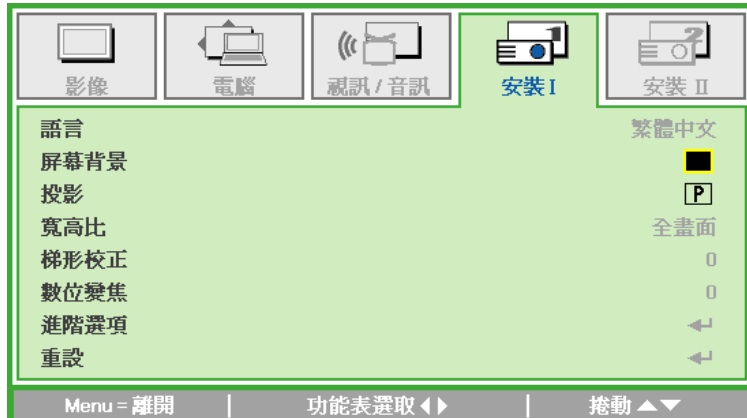 影像
電腦
視訊 / 音訊
安裝 I
安裝 II
語言 繁體中文
屏幕背景
投影 P
寬高比 全畫面
梯形校正 0
數位變焦 0
進階選項
重設
Menu = 離開 功能表選取 捲動